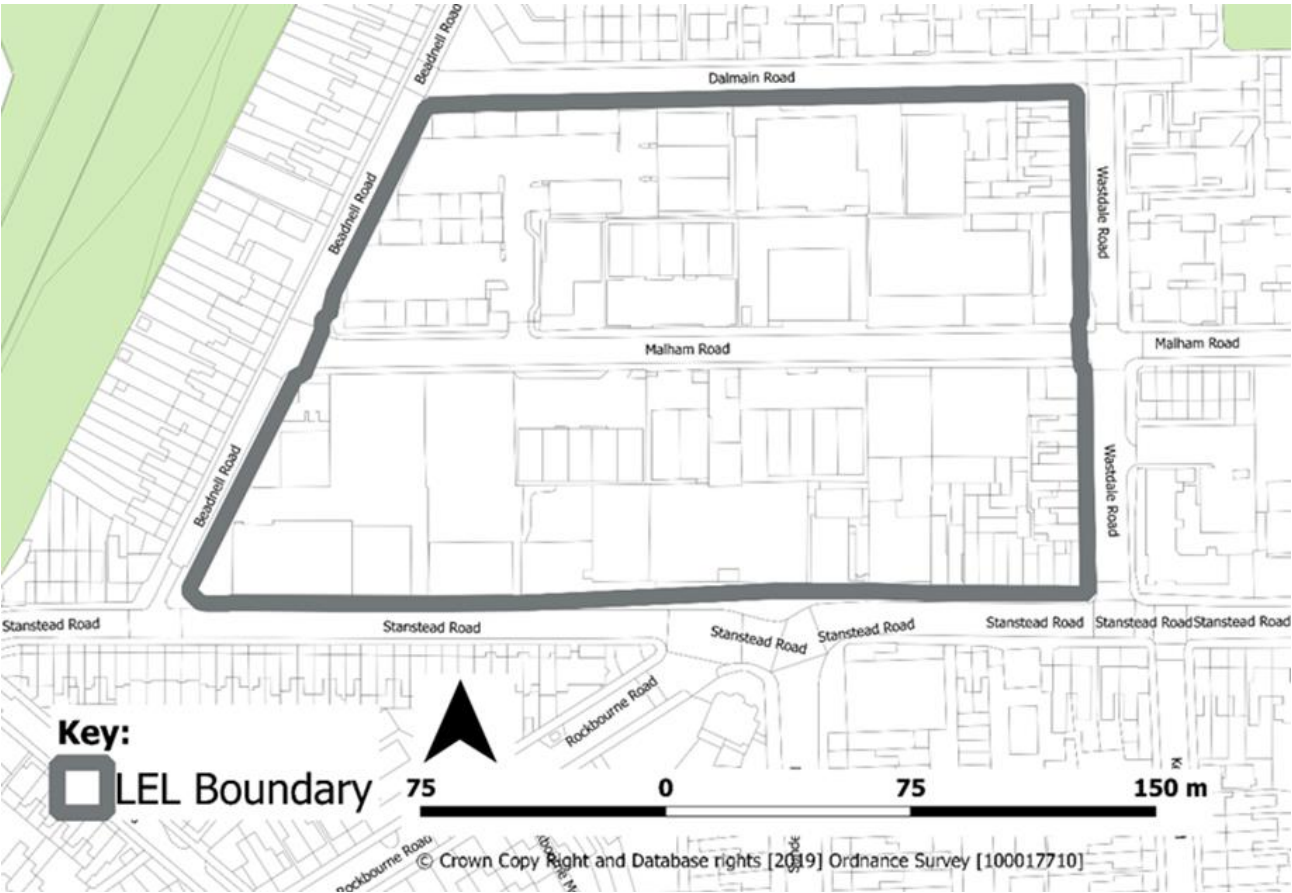 Beadnell Road
Dalmain Road
Beadnell Road
Wastdale Road
Malham Road
Malham Road
Beadnell Road
Wastdale Road
Stanstead Road
Stanstead Road
Stanstead Road
Stanstead Road
Stanstead Road
Stanstead Road
Stanstead Road
Rockbourne Road
Key:
LEL Boundary
75 0 75 150 m
Rockbourne Road
© Crown Copy Right and Database rights [2019] Ordnance Survey [100017710]